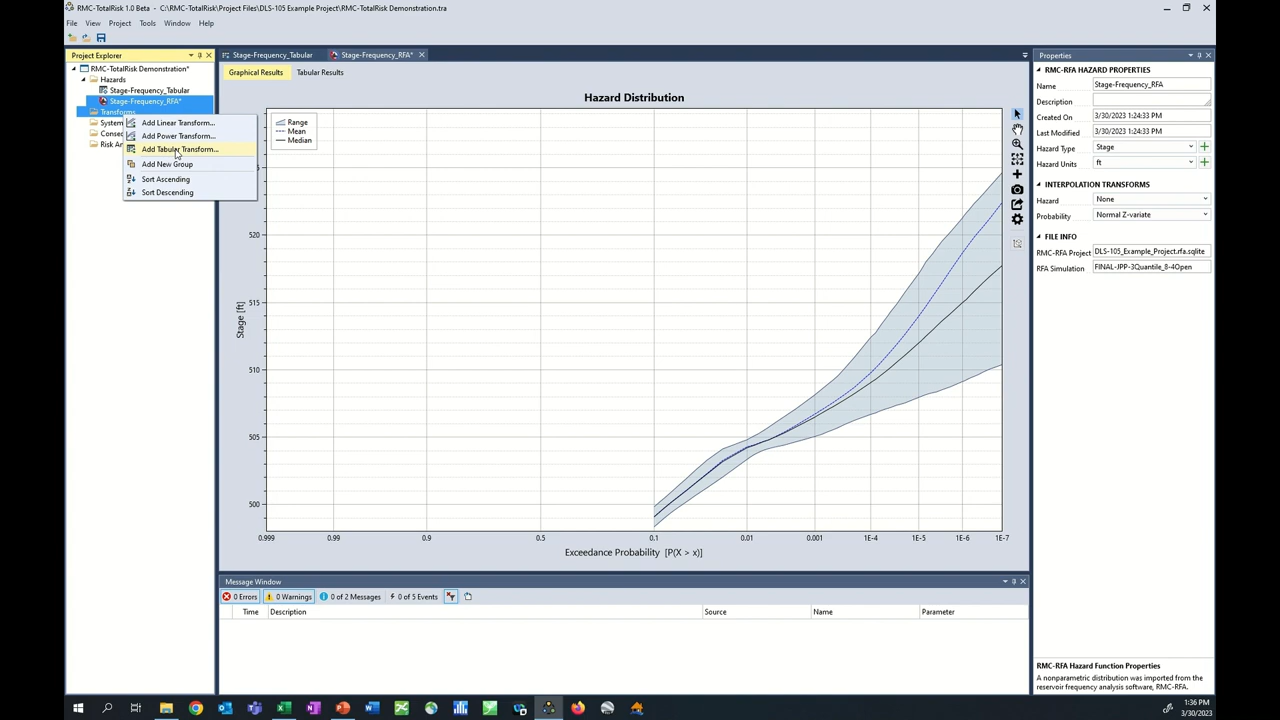 RMC-TotalRisk 1.0 Beta - C:\RMC-TotalRisk\Project Files\DLS-105 Example Project\RMC-TotalRisk Demonstration.tra
File View Project Tools Window Help
Project Explorer
RMC-TotalRisk Demonstration*
Hazards
Stage-Frequency_Tabular
Stage-Frequency_RFA*
Transforms
System
Conse
Risk An
Add Linear Transform...
Add Power Transform...
Add Tabular Transform...
Add New Group
Sort Ascending
Sort Descending
Stage-Frequency_Tabular
Stage-Frequency_RFA*
Graphical Results
Tabular Results
Hazard Distribution
Range
Mean
Median
Stage [ft]
520
515
510
505
500
0.999 0.99 0.9 0.5 0.1 0.01 0.001 1E-4 1E-5 1E-6 1E-7
Exceedance Probability [P(X > x)]
Message Window
0 Errors 0 Warnings 0 of 2 Messages 0 of 5 Events
Time Description Source Name Parameter
Properties
RMC-RFA HAZARD PROPERTIES
Name Stage-Frequency_RFA
Description
Created On 3/30/2023 1:24:33 PM
Last Modified 3/30/2023 1:24:33 PM
Hazard Type Stage
Hazard Units ft
INTERPOLATION TRANSFORMS
Hazard None
Probability Normal Z-variate
FILE INFO
RMC-RFA Project DLS-105_Example_Project.rfa.sqlite
RFA Simulation FINAL-JPP-3Quantile_8-4Open
RMC-RFA Hazard Function Properties
A nonparametric distribution was imported from
the reservoir frequency analysis software, RMC-RFA.
1:36 PM
3/30/2023